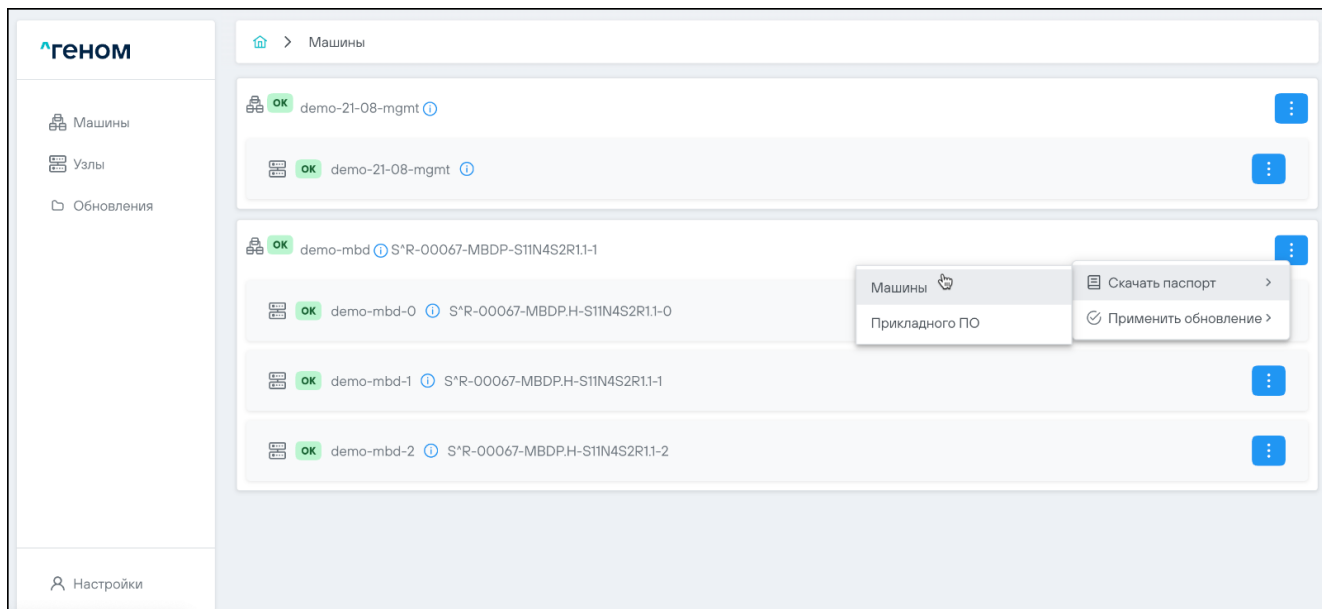 ^геном
Машины
Машины
Узлы
Обновления
Настройки
OK demo-21-08-mgmt
OK demo-21-08-mgmt
OK demo-mbd S^R-00067-MBDP-S11N4S2R1.1-1
OK demo-mbd-0 S^R-00067-MBDP.H-S11N4S2R1.1-0
OK demo-mbd-1 S^R-00067-MBDP.H-S11N4S2R1.1-1
OK demo-mbd-2 S^R-00067-MBDP.H-S11N4S2R1.1-2
Скачать паспорт
Применить обновление
Машины
Прикладного ПО